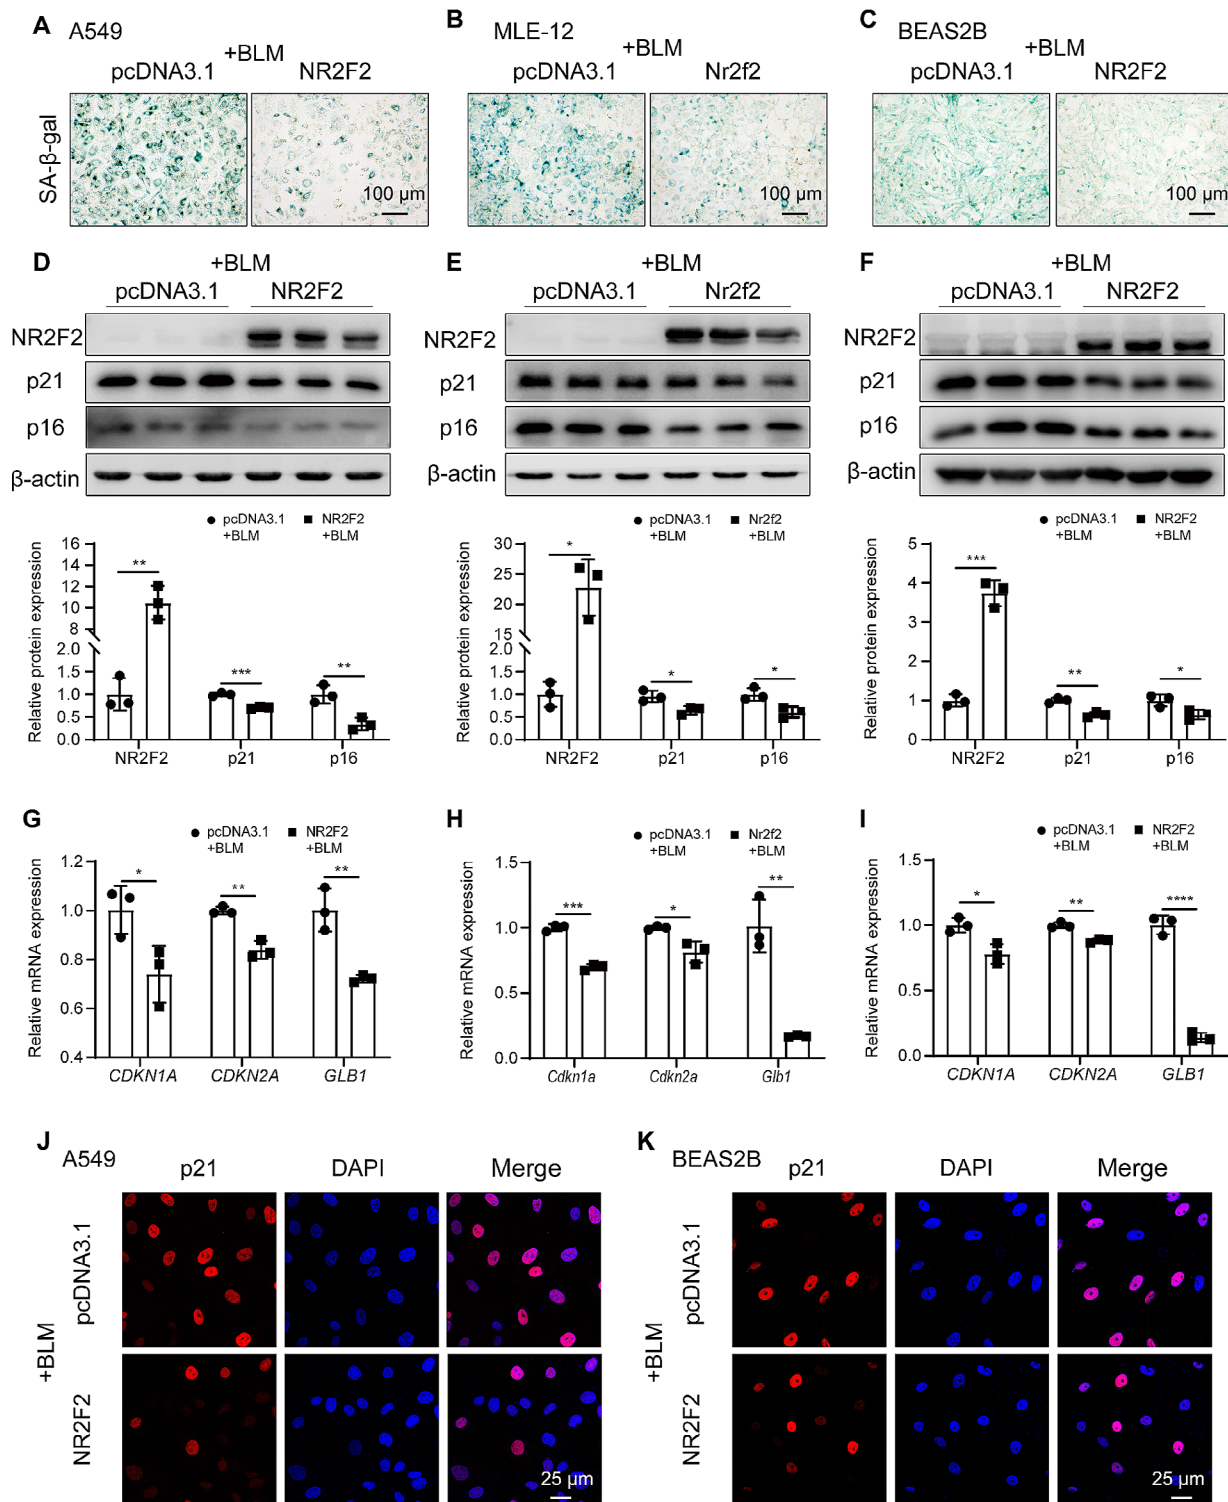 A A549
+BLM
pcDNA3.1 NR2F2
SA-β-gal
100 μm
B MLE-12
+BLM
pcDNA3.1 Nr2f2
100 μm
C BEAS2B
+BLM
pcDNA3.1 NR2F2
100 μm
D +BLM
pcDNA3.1 NR2F2
NR2F2
p21
p16
β-actin
pcDNA3.1 +BLM
NR2F2 +BLM
Relative protein expression
16
14
12
10
8
6
2.0
1.5
1.0
0.5
0.0
** *** **
NR2F2 p21 p16
E +BLM
pcDNA3.1 Nr2f2
NR2F2
p21
p16
β-actin
pcDNA3.1 +BLM
Nr2f2 +BLM
Relative protein expression
30
25
20
15
2.0
1.5
1.0
0.5
0.0
* * *
NR2F2 p21 p16
F +BLM
pcDNA3.1 NR2F2
NR2F2
p21
p16
β-actin
pcDNA3.1 +BLM
NR2F2 +BLM
Relative protein expression
5
4
3
2
1
0
*** ** *
NR2F2 p21 p16
G
pcDNA3.1 +BLM
NR2F2 +BLM
Relative mRNA expression
1.2
1.0
0.8
0.6
0.4
* ** **
CDKN1A CDKN2A GLB1
H
pcDNA3.1 +BLM
Nr2f2 +BLM
Relative mRNA expression
1.5
1.0
0.5
0.0
*** * **
Cdkn1a Cdkn2a Glb1
I
pcDNA3.1 +BLM
NR2F2 +BLM
Relative mRNA expression
1.5
1.0
0.5
0.0
* ** ****
CDKN1A CDKN2A GLB1
J A549
p21 DAPI Merge
+BLM
pcDNA3.1
NR2F2
25 μm
K BEAS2B
p21 DAPI Merge
+BLM
pcDNA3.1
NR2F2
25 μm